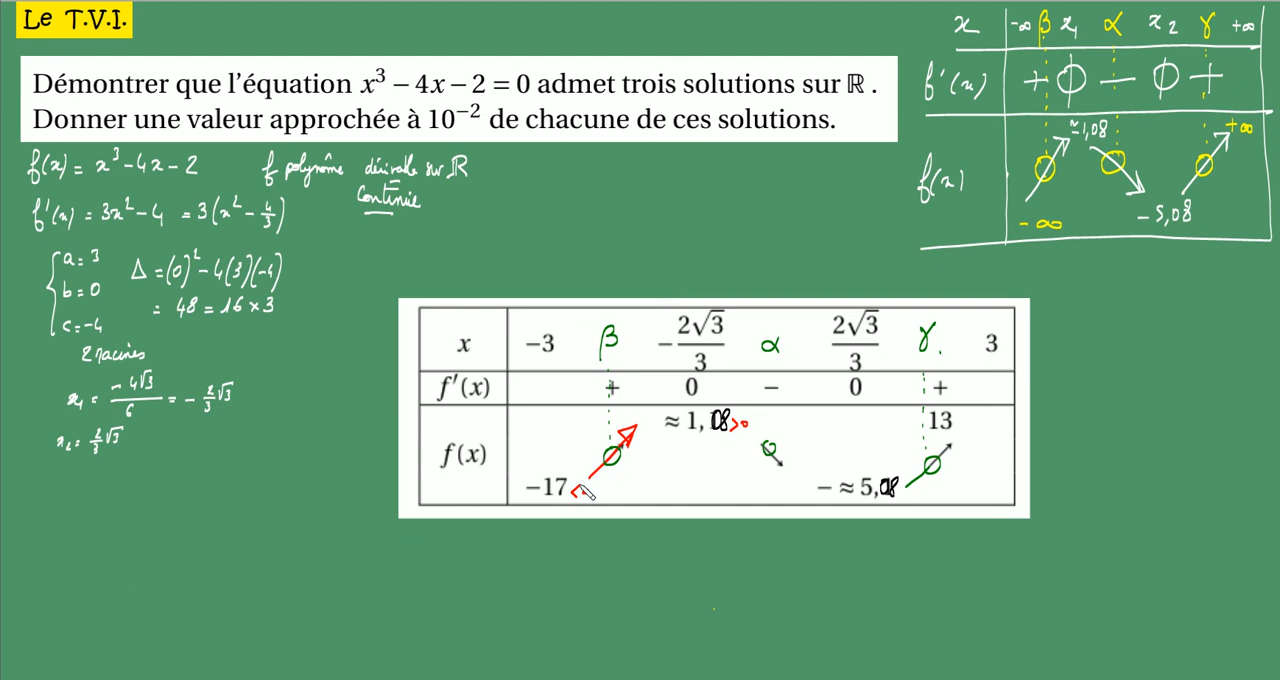 Le T.V.I.
Démontrer que l'équation x³ − 4x − 2 = 0 admet trois solutions sur ℝ.
Donner une valeur approchée à 10⁻² de chacune de ces solutions.
f(x) = x³ − 4x − 2 f polynôme dérivable sur ℝ
continue
f'(x) = 3x² − 4 = 3(x² − 4/3)
a = 3 Δ = (0)² − 4(3)(−4)
b = 0 = 48 = 16 × 3
c = −4
2 racines
x₁ = −4√3/6 = −2/3 √3
x₂ = 2/3 √3
x −∞ β x₁ α x₂ γ +∞
f'(x) + 0 − 0 +
f(x) ≈1,08 +∞
−∞ −5,08
x −3 β −2√3/3 α 2√3/3 γ 3
f'(x) + 0 − 0 +
f(x) ≈ 1,08 >0 13
−17 < − ≈ 5,08